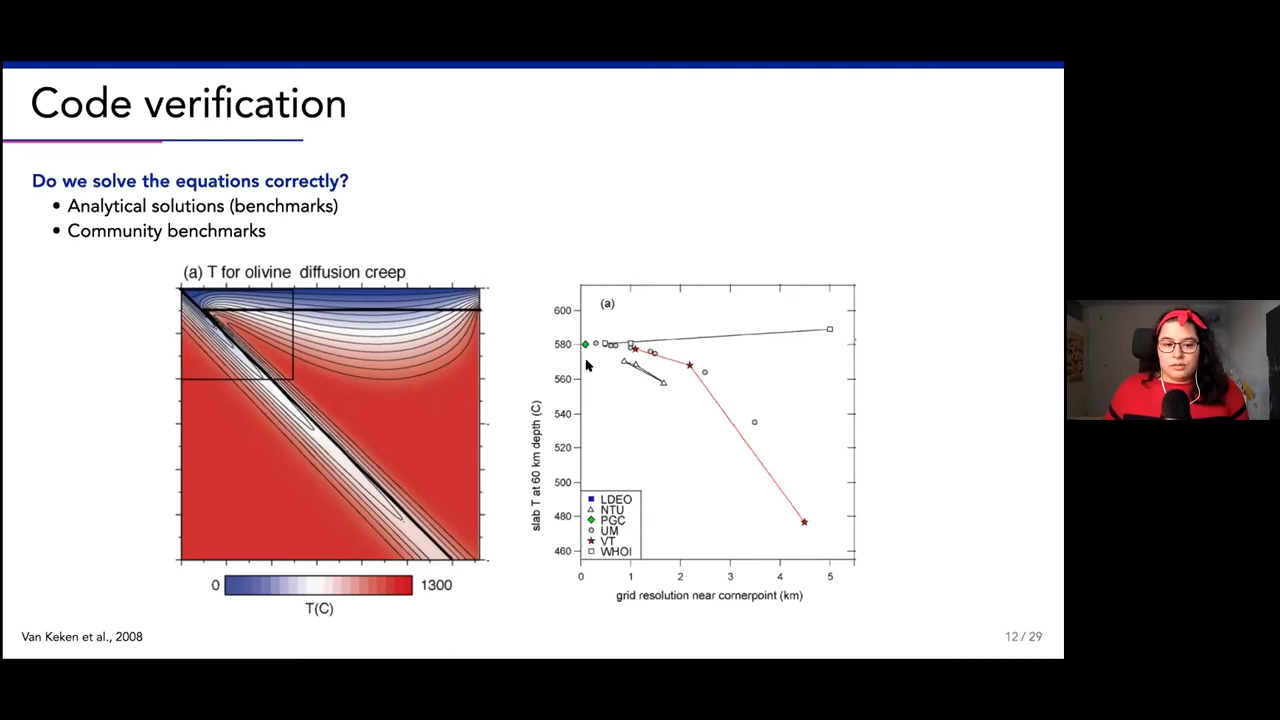 Code verification
Do we solve the equations correctly?
• Analytical solutions (benchmarks)
• Community benchmarks
(a) T for olivine diffusion creep
0
1300
T(C)
(a)
600
580
560
540
520
500
480
460
slab T at 60 km depth (C)
LDEO
NTU
PGC
UM
VT
WHOI
0 1 2 3 4 5
grid resolution near cornerpoint (km)
Van Keken et al., 2008
12 / 29